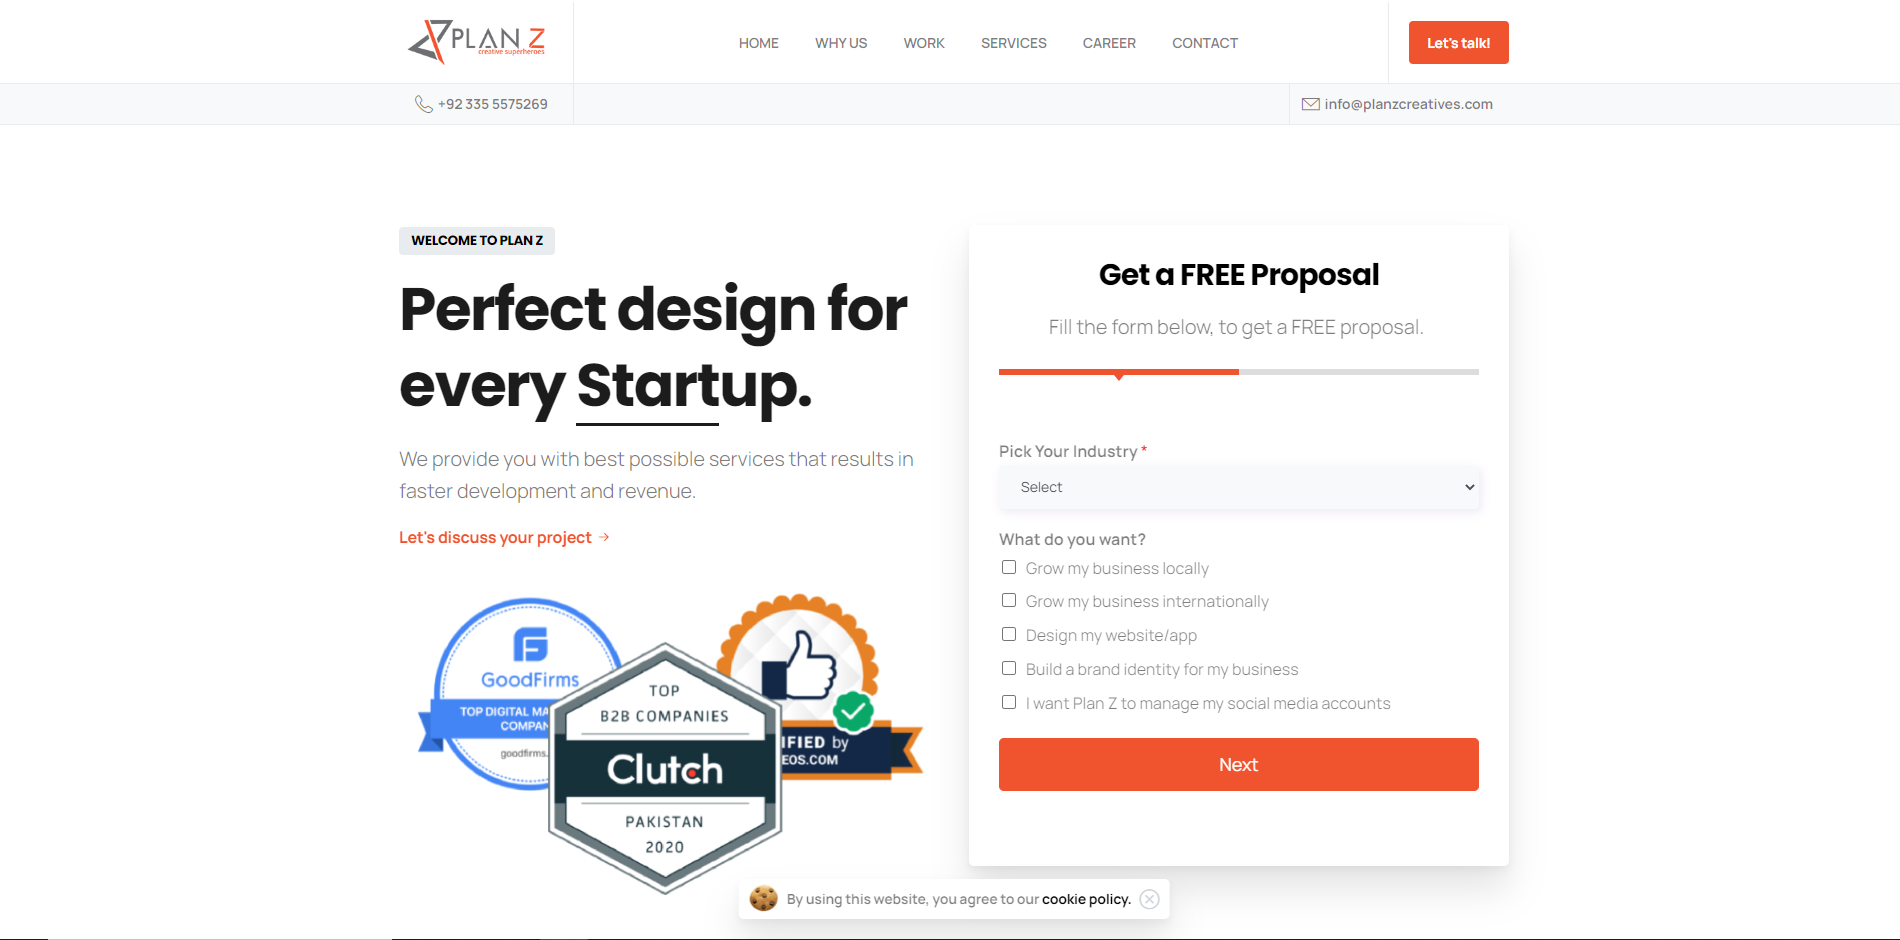 PLAN Z
creative superheroes
HOME
WHY US
WORK
SERVICES
CAREER
CONTACT
Let's talk!
+92 335 5575269
info@planzcreatives.com
WELCOME TO PLAN Z
Perfect design for
every Startup.
We provide you with best possible services that results in
faster development and revenue.
Let's discuss your project →
GoodFirms
TOP DIGITAL MA
COMPAN
goodfirms.
TOP
B2B COMPANIES
Clutch
PAKISTAN
2020
IFIED by
EOS.COM
Get a FREE Proposal
Fill the form below, to get a FREE proposal.
Pick Your Industry *
Select
What do you want?
Grow my business locally
Grow my business internationally
Design my website/app
Build a brand identity for my business
I want Plan Z to manage my social media accounts
Next
By using this website, you agree to our cookie policy.